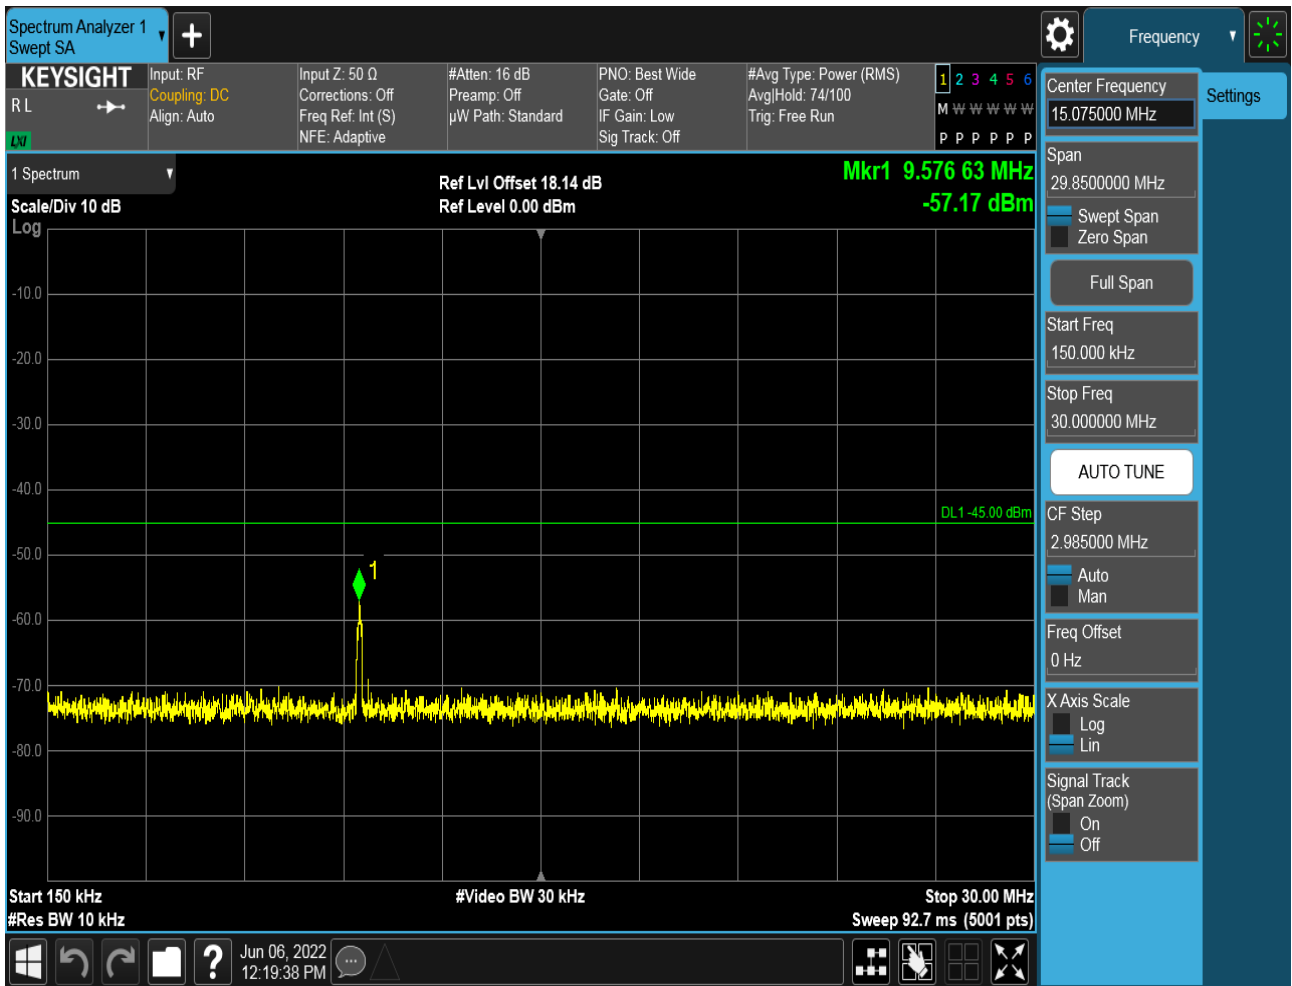 Spectrum Analyzer 1
Swept SA
Frequency
KEYSIGHT
R L
LXI
Input: RF
Coupling: DC
Align: Auto
Input Z: 50 Ω
Corrections: Off
Freq Ref: Int (S)
NFE: Adaptive
#Atten: 16 dB
Preamp: Off
µW Path: Standard
PNO: Best Wide
Gate: Off
IF Gain: Low
Sig Track: Off
#Avg Type: Power (RMS)
Avg|Hold: 74/100
Trig: Free Run
1 2 3 4 5 6
M W W W W W
P P P P P P
1 Spectrum
Scale/Div 10 dB
Log
Ref Lvl Offset 18.14 dB
Ref Level 0.00 dBm
Mkr1 9.576 63 MHz
-57.17 dBm
-10.0
-20.0
-30.0
-40.0
DL1 -45.00 dBm
-50.0
1
-60.0
-70.0
-80.0
-90.0
Start 150 kHz
#Res BW 10 kHz
#Video BW 30 kHz
Stop 30.00 MHz
Sweep 92.7 ms (5001 pts)
?
Jun 06, 2022
12:19:38 PM
Center Frequency
15.075000 MHz
Settings
Span
29.8500000 MHz
Swept Span
Zero Span
Full Span
Start Freq
150.000 kHz
Stop Freq
30.000000 MHz
AUTO TUNE
CF Step
2.985000 MHz
Auto
Man
Freq Offset
0 Hz
X Axis Scale
Log
Lin
Signal Track
(Span Zoom)
On
Off